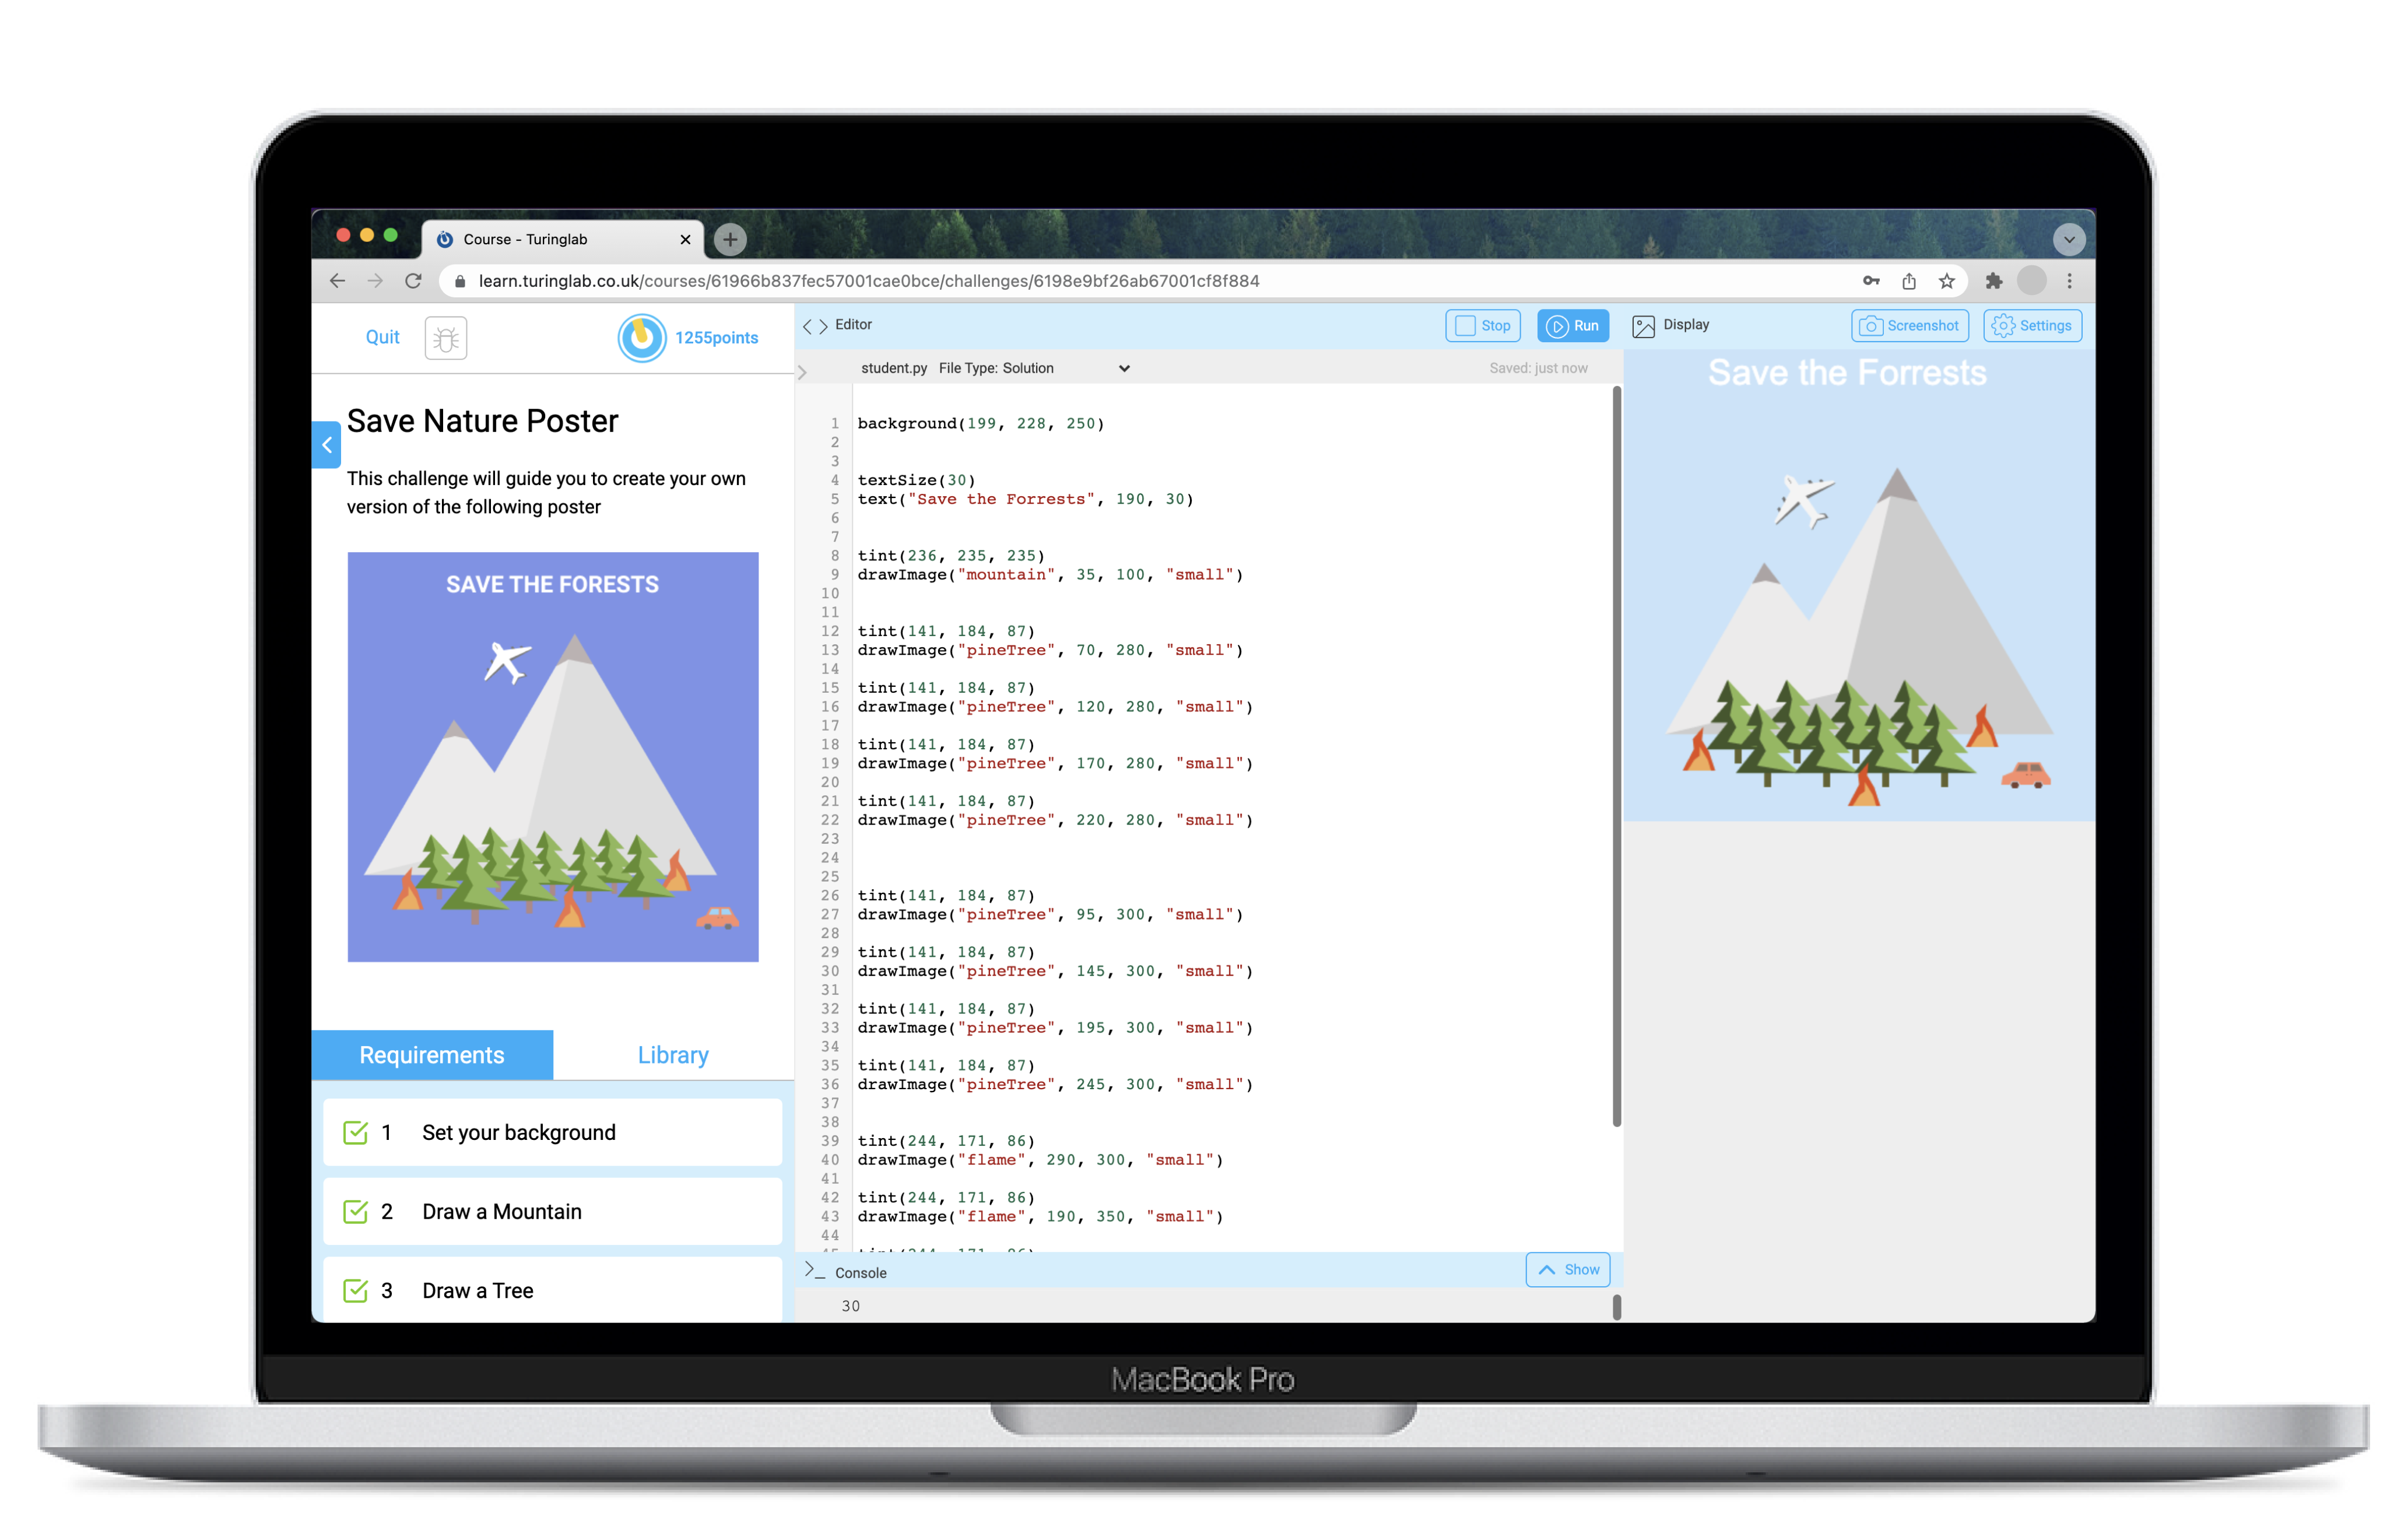 Course - Turinglab
learn.turinglab.co.uk/courses/61966b837fec57001cae0bce/challenges/6198e9bf26ab67001cf8f884
Quit
1255points
Save Nature Poster
This challenge will guide you to create your own
version of the following poster
SAVE THE FORESTS
Requirements
Library
1 Set your background
2 Draw a Mountain
3 Draw a Tree
Editor
Stop
Run
student.py File Type: Solution
Saved: just now
1 background(199, 228, 250)
2
3
4 textSize(30)
5 text("Save the Forrests", 190, 30)
6
7
8 tint(236, 235, 235)
9 drawImage("mountain", 35, 100, "small")
10
11
12 tint(141, 184, 87)
13 drawImage("pineTree", 70, 280, "small")
14
15 tint(141, 184, 87)
16 drawImage("pineTree", 120, 280, "small")
17
18 tint(141, 184, 87)
19 drawImage("pineTree", 170, 280, "small")
20
21 tint(141, 184, 87)
22 drawImage("pineTree", 220, 280, "small")
23
24
25
26 tint(141, 184, 87)
27 drawImage("pineTree", 95, 300, "small")
28
29 tint(141, 184, 87)
30 drawImage("pineTree", 145, 300, "small")
31
32 tint(141, 184, 87)
33 drawImage("pineTree", 195, 300, "small")
34
35 tint(141, 184, 87)
36 drawImage("pineTree", 245, 300, "small")
37
38
39 tint(244, 171, 86)
40 drawImage("flame", 290, 300, "small")
41
42 tint(244, 171, 86)
43 drawImage("flame", 190, 350, "small")
44
Console
Show
30
Display
Screenshot
Settings
Save the Forrests
MacBook Pro